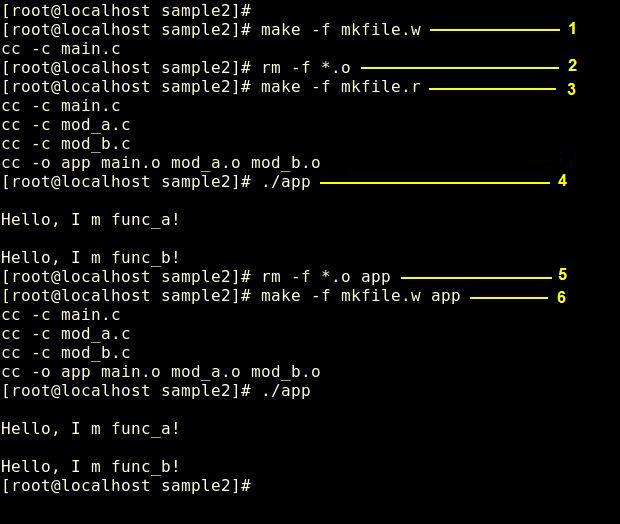 [root@localhost sample2]#
[root@localhost sample2]# make -f mkfile.w 1
cc -c main.c
[root@localhost sample2]# rm -f *.o 2
[root@localhost sample2]# make -f mkfile.r 3
cc -c main.c
cc -c mod_a.c
cc -c mod_b.c
cc -o app main.o mod_a.o mod_b.o
[root@localhost sample2]# ./app 4
Hello, I m func_a!
Hello, I m func_b!
[root@localhost sample2]# rm -f *.o app 5
[root@localhost sample2]# make -f mkfile.w app 6
cc -c main.c
cc -c mod_a.c
cc -c mod_b.c
cc -o app main.o mod_a.o mod_b.o
[root@localhost sample2]# ./app
Hello, I m func_a!
Hello, I m func_b!
[root@localhost sample2]#